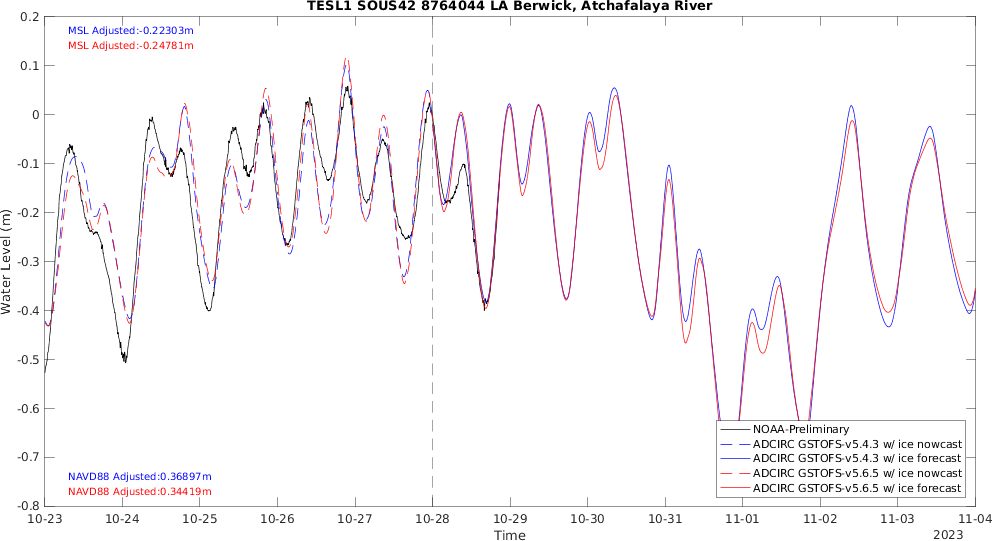 TESL1 SOUS42 8764044 LA Berwick, Atchafalaya River
MSL Adjusted:-0.22303m
MSL Adjusted:-0.24781m
0.2
0.1
0
-0.1
-0.2
-0.3
-0.4
-0.5
-0.6
-0.7
-0.8
Water Level (m)
NOAA-Preliminary
ADCIRC GSTOFS-v5.4.3 w/ ice nowcast
ADCIRC GSTOFS-v5.4.3 w/ ice forecast
ADCIRC GSTOFS-v5.6.5 w/ ice nowcast
ADCIRC GSTOFS-v5.6.5 w/ ice forecast
NAVD88 Adjusted:0.36897m
NAVD88 Adjusted:0.34419m
10-23 10-24 10-25 10-26 10-27 10-28 10-29 10-30 10-31 11-01 11-02 11-03 11-04
Time
2023